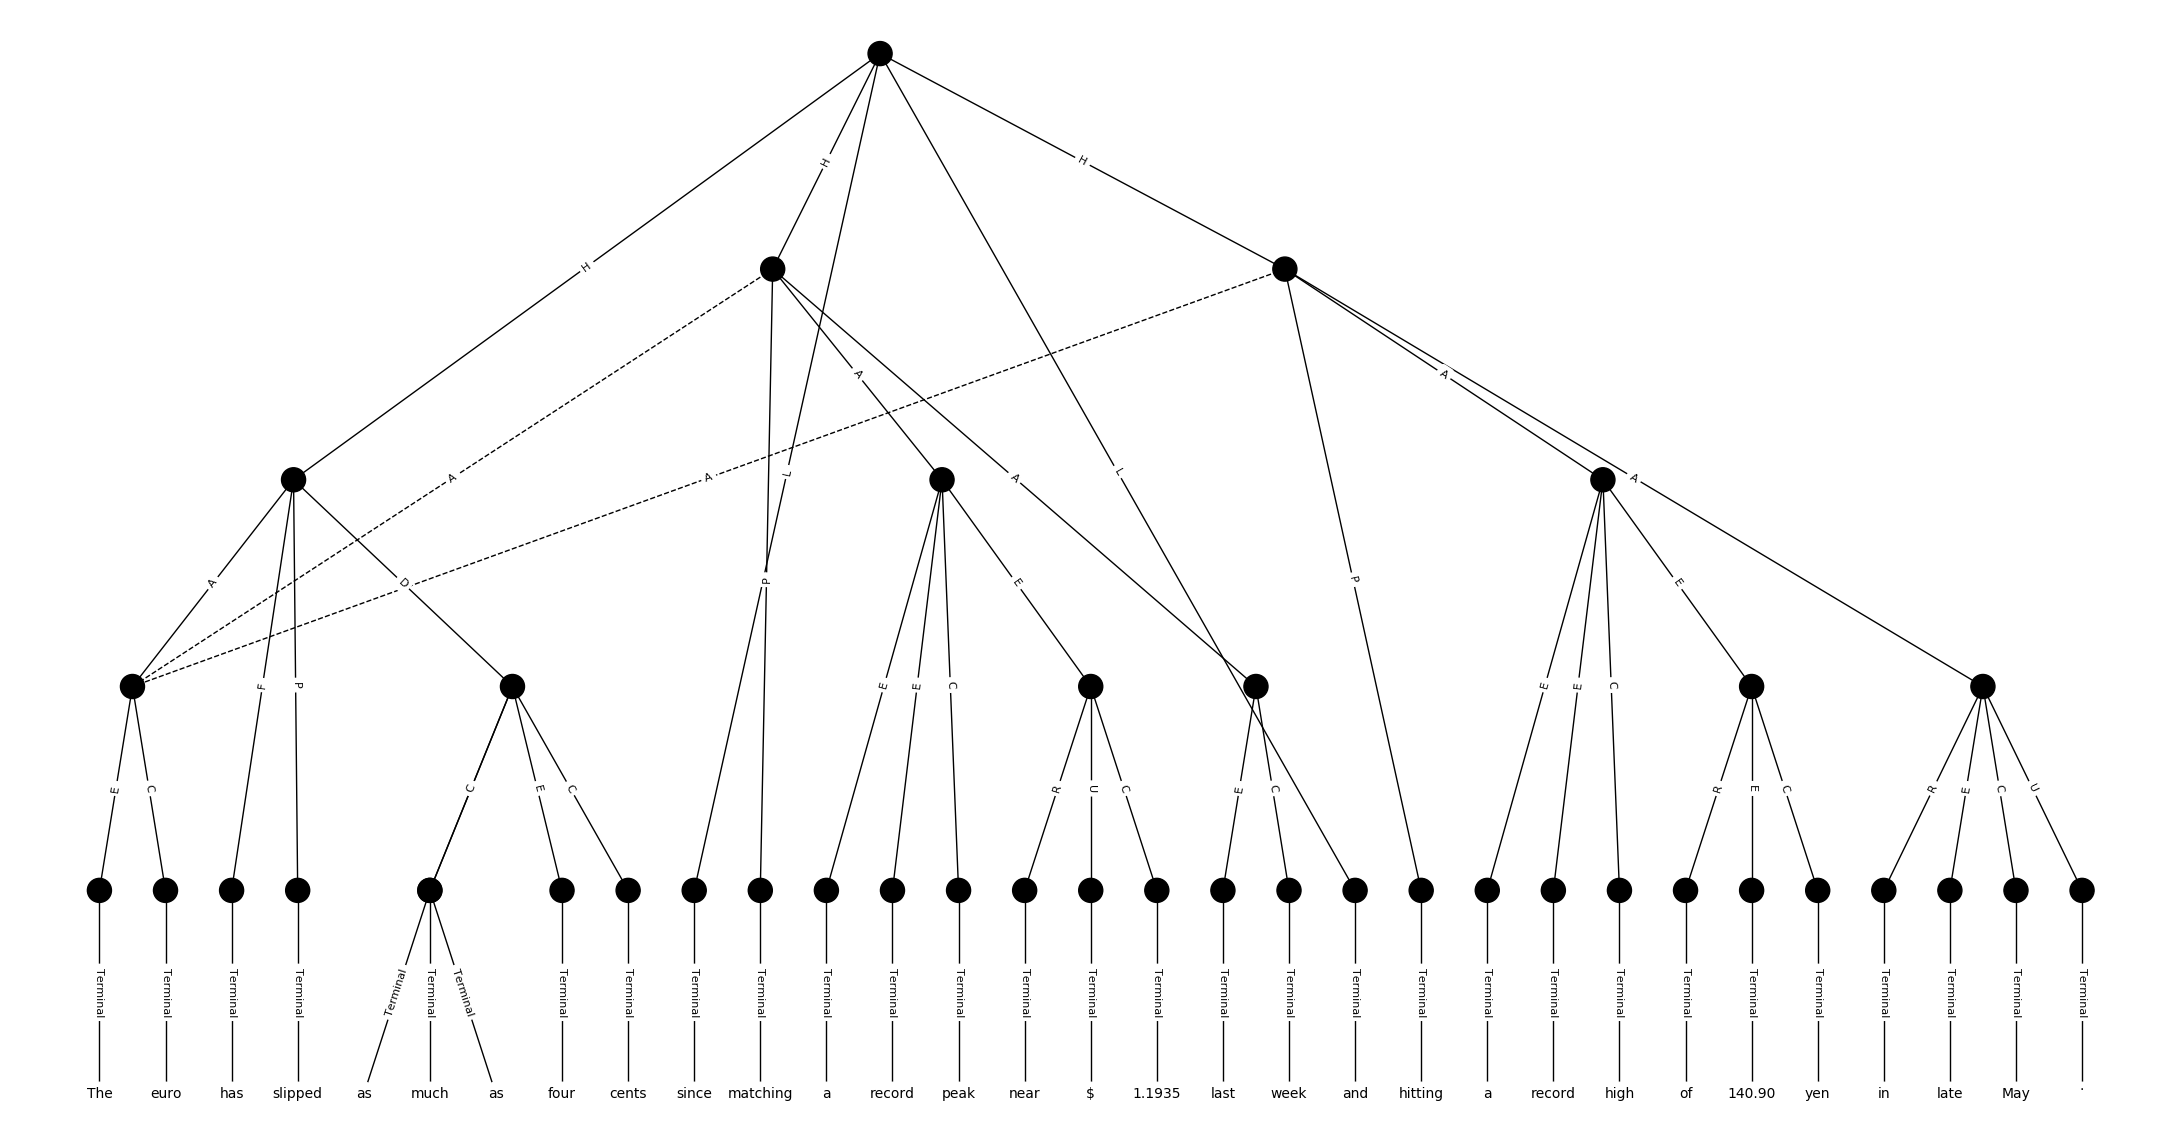 H H H
L L
A A A A A A
P P
A F P D E E C E E E C E
E C C E C R U C E C R E C R E C U
Terminal Terminal Terminal Terminal Terminal Terminal Terminal Terminal Terminal Terminal Terminal Terminal Terminal Terminal Terminal Terminal Terminal Terminal Terminal Terminal Terminal Terminal Terminal Terminal Terminal Terminal Terminal Terminal Terminal Terminal Terminal
The euro has slipped as much as four cents since matching a record peak near $ 1.1935 last week and hitting a record high of 140.90 yen in late May .